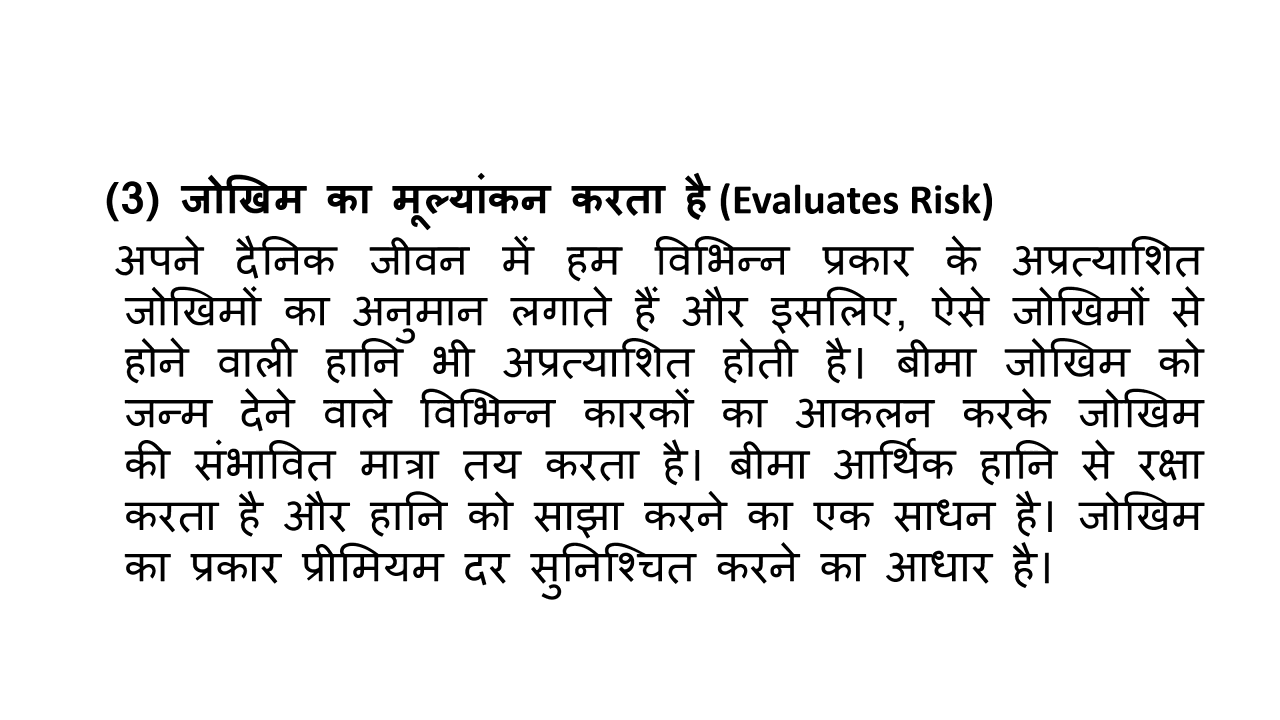 (3) जोखिम का मूल्यांकन करता है (Evaluates Risk)
अपने दैनिक जीवन में हम विभिन्न प्रकार के अप्रत्याशित
जोखिमों का अनुमान लगाते हैं और इसलिए, ऐसे जोखिमों से
होने वाली हानि भी अप्रत्याशित होती है। बीमा जोखिम को
जन्म देने वाले विभिन्न कारकों का आकलन करके जोखिम
की संभावित मात्रा तय करता है। बीमा आर्थिक हानि से रक्षा
करता है और हानि को साझा करने का एक साधन है। जोखिम
का प्रकार प्रीमियम दर सुनिश्चित करने का आधार है।